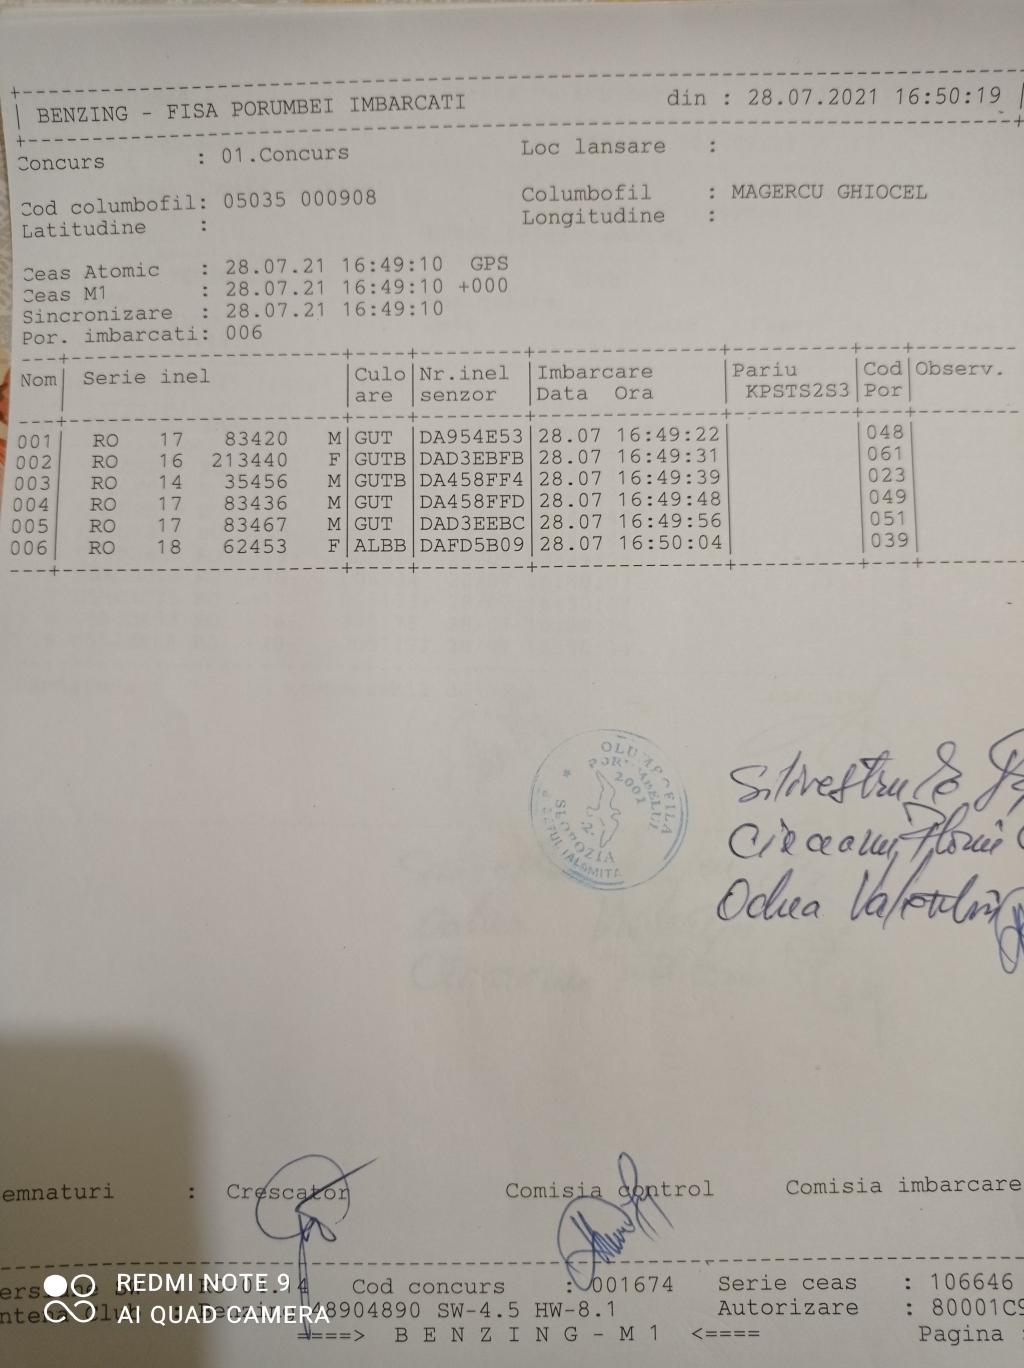 BENZING - FISA PORUMBEI IMBARCATI din : 28.07.2021 16:50:19
Concurs : 01.Concurs Loc lansare :
Cod columbofil: 05035 000908 Columbofil : MAGERCU GHIOCEL
Latitudine : Longitudine :
Ceas Atomic : 28.07.21 16:49:10 GPS
Ceas M1 : 28.07.21 16:49:10 +000
Sincronizare : 28.07.21 16:49:10
Por. imbarcati: 006
Nom Serie inel Culo Nr.inel Imbarcare Pariu Cod Observ.
are senzor Data Ora KPSTS2S3 Por
001 RO 17 83420 M GUT DA954E53 28.07 16:49:22 048
002 RO 16 213440 F GUTB DAD3EBFB 28.07 16:49:31 061
003 RO 14 35456 M GUTB DA458FF4 28.07 16:49:39 023
004 RO 17 83436 M GUT DA458FFD 28.07 16:49:48 049
005 RO 17 83467 M GUT DAD3EEBC 28.07 16:49:56 051
006 RO 18 62453 F ALBB DAFD5B09 28.07 16:50:04 039
2001
SLOBOZIA
IALOMITA
Silvestru
Ochea Valentin
emnaturi : Crescator Comisia control Comisia imbarcare
Cod concurs : 001674 Serie ceas : 106646
48904890 SW-4.5 HW-8.1 Autorizare : 80001C9
====> B E N Z I N G - M 1 <==== Pagina :
REDMI NOTE 9
AI QUAD CAMERA